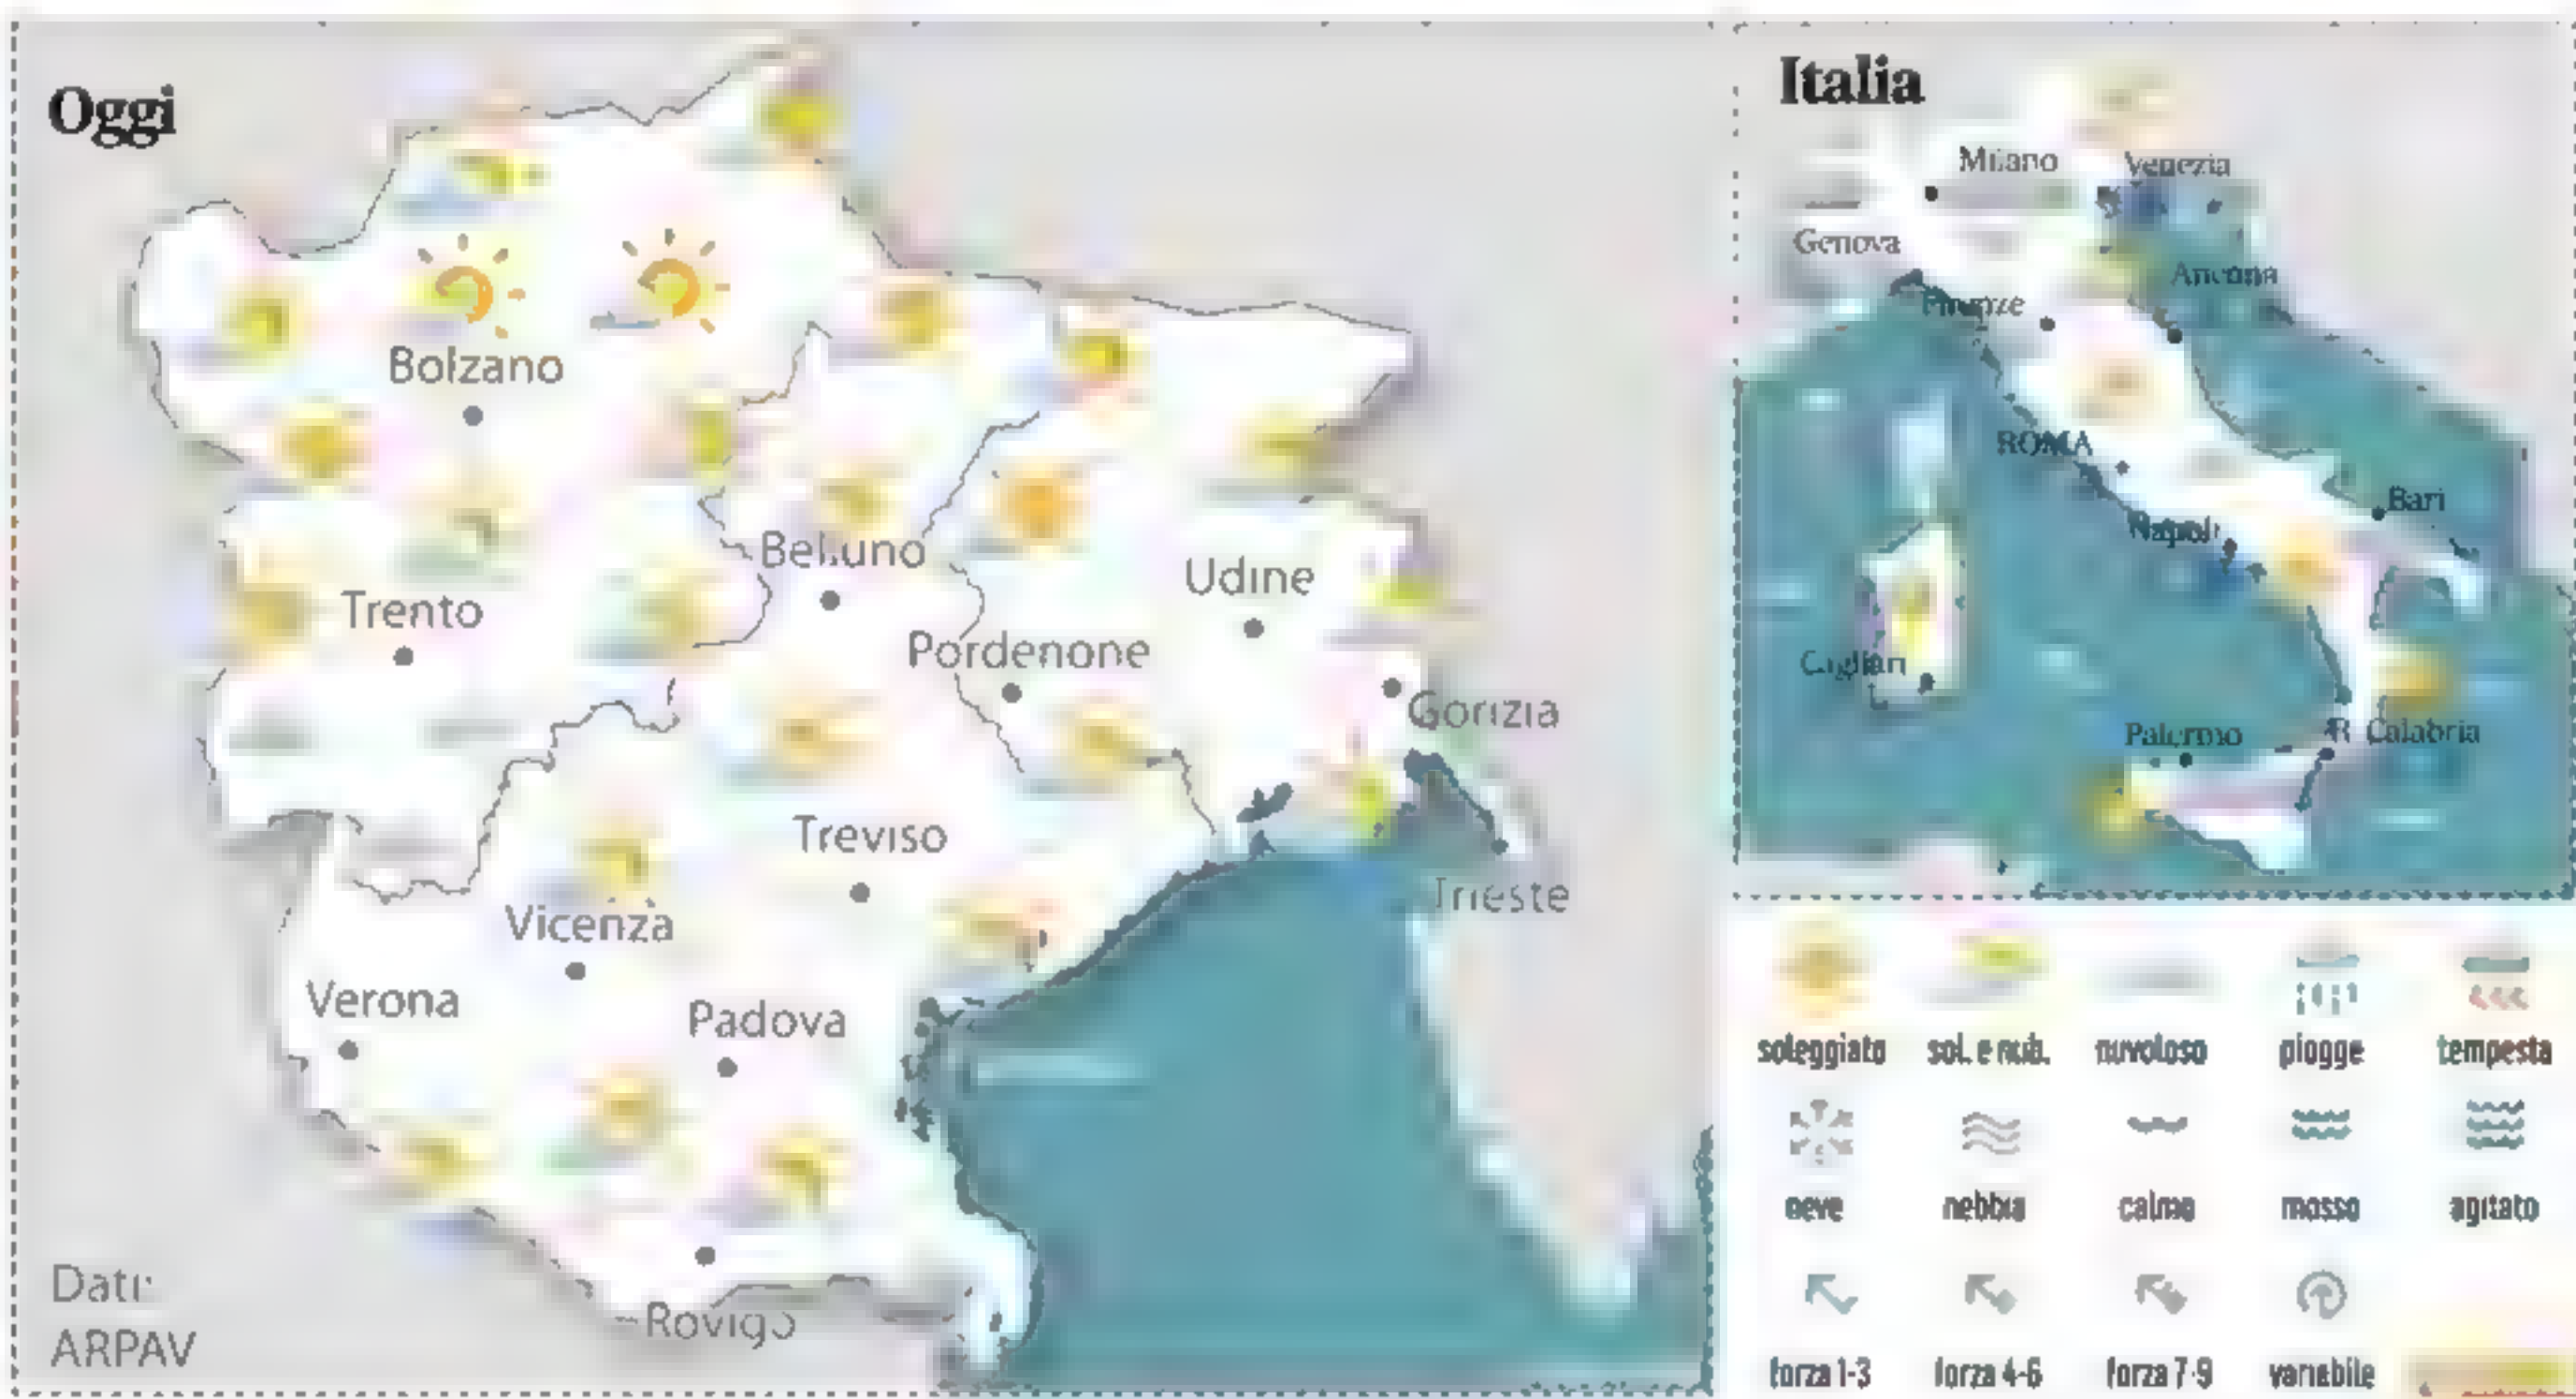 Oggi
Bolzano
Belluno
Trento
Udine
Pordenone
Gorizia
Treviso
Trieste
Vicenza
Verona
Padova
Rovigo
Dati:
ARPAV
Italia
Milano
Venezia
Genova
Ancona
Firenze
ROMA
Bari
Napoli
Cagliari
Palermo
R. Calabria
soleggiato sol. e nub. nuvoloso piogge tempesta
neve nebbia calmo mosso agitato
forza 1-3 forza 4-6 forza 7-9 variabile